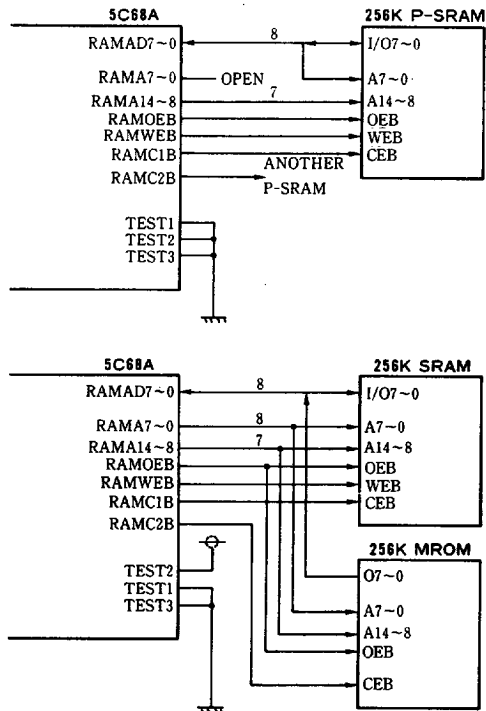 5C68A
256K P-SRAM
RAMAD7~0
8
I/O7~0
RAMA7~0
OPEN
A7~0
RAMA14~8
7
A14~8
RAMOEB
OEB
RAMWEB
WEB
RAMC1B
CEB
RAMC2B
ANOTHER
P-SRAM
TEST1
TEST2
TEST3
5C68A
256K SRAM
RAMAD7~0
8
I/O7~0
RAMA7~0
8
A7~0
RAMA14~8
7
A14~8
RAMOEB
OEB
RAMWEB
WEB
RAMC1B
CEB
RAMC2B
256K MROM
TEST2
O7~0
TEST1
A7~0
TEST3
A14~8
OEB
CEB